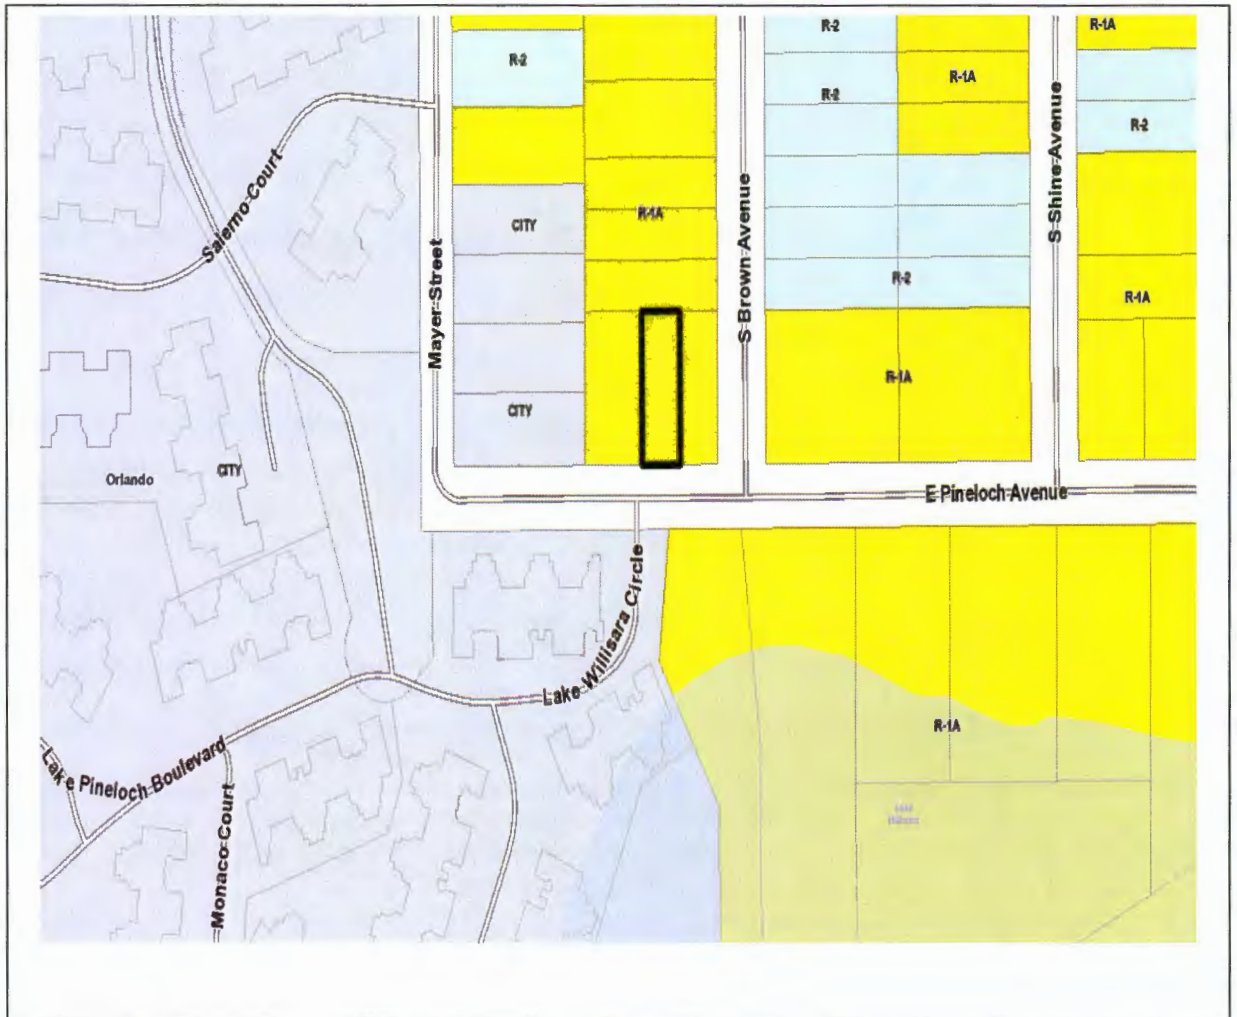 R-2
R-1A
R-2
R-1A
R-2
R-2
CITY
R-1A
Salerno Court
Mayer Street
S Brown Avenue
S Shine Avenue
R-2
R-1A
R-1A
CITY
Orlando
CITY
E Pineloch Avenue
Lake Willisara Circle
R-1A
Lake Pineloch Boulevard
Monaco Court